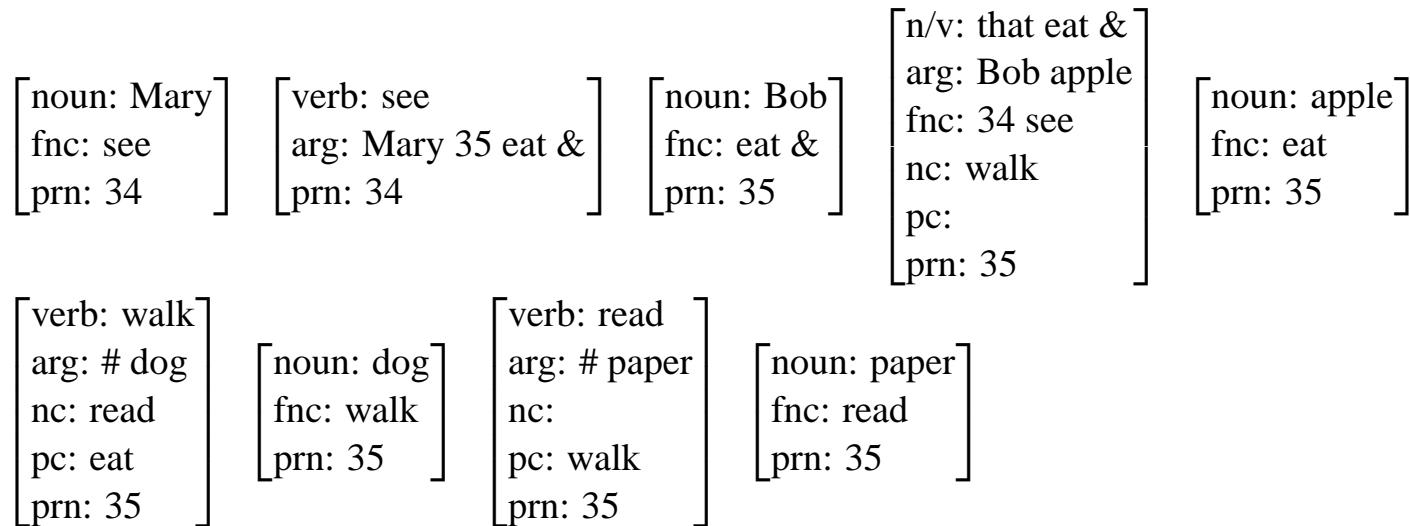 noun: Mary
fnc: see
prn: 34
verb: see
arg: Mary 35 eat &
prn: 34
noun: Bob
fnc: eat &
prn: 35
n/v: that eat &
arg: Bob apple
fnc: 34 see
nc: walk
pc:
prn: 35
noun: apple
fnc: eat
prn: 35
verb: walk
arg: # dog
nc: read
pc: eat
prn: 35
noun: dog
fnc: walk
prn: 35
verb: read
arg: # paper
nc:
pc: walk
prn: 35
noun: paper
fnc: read
prn: 35